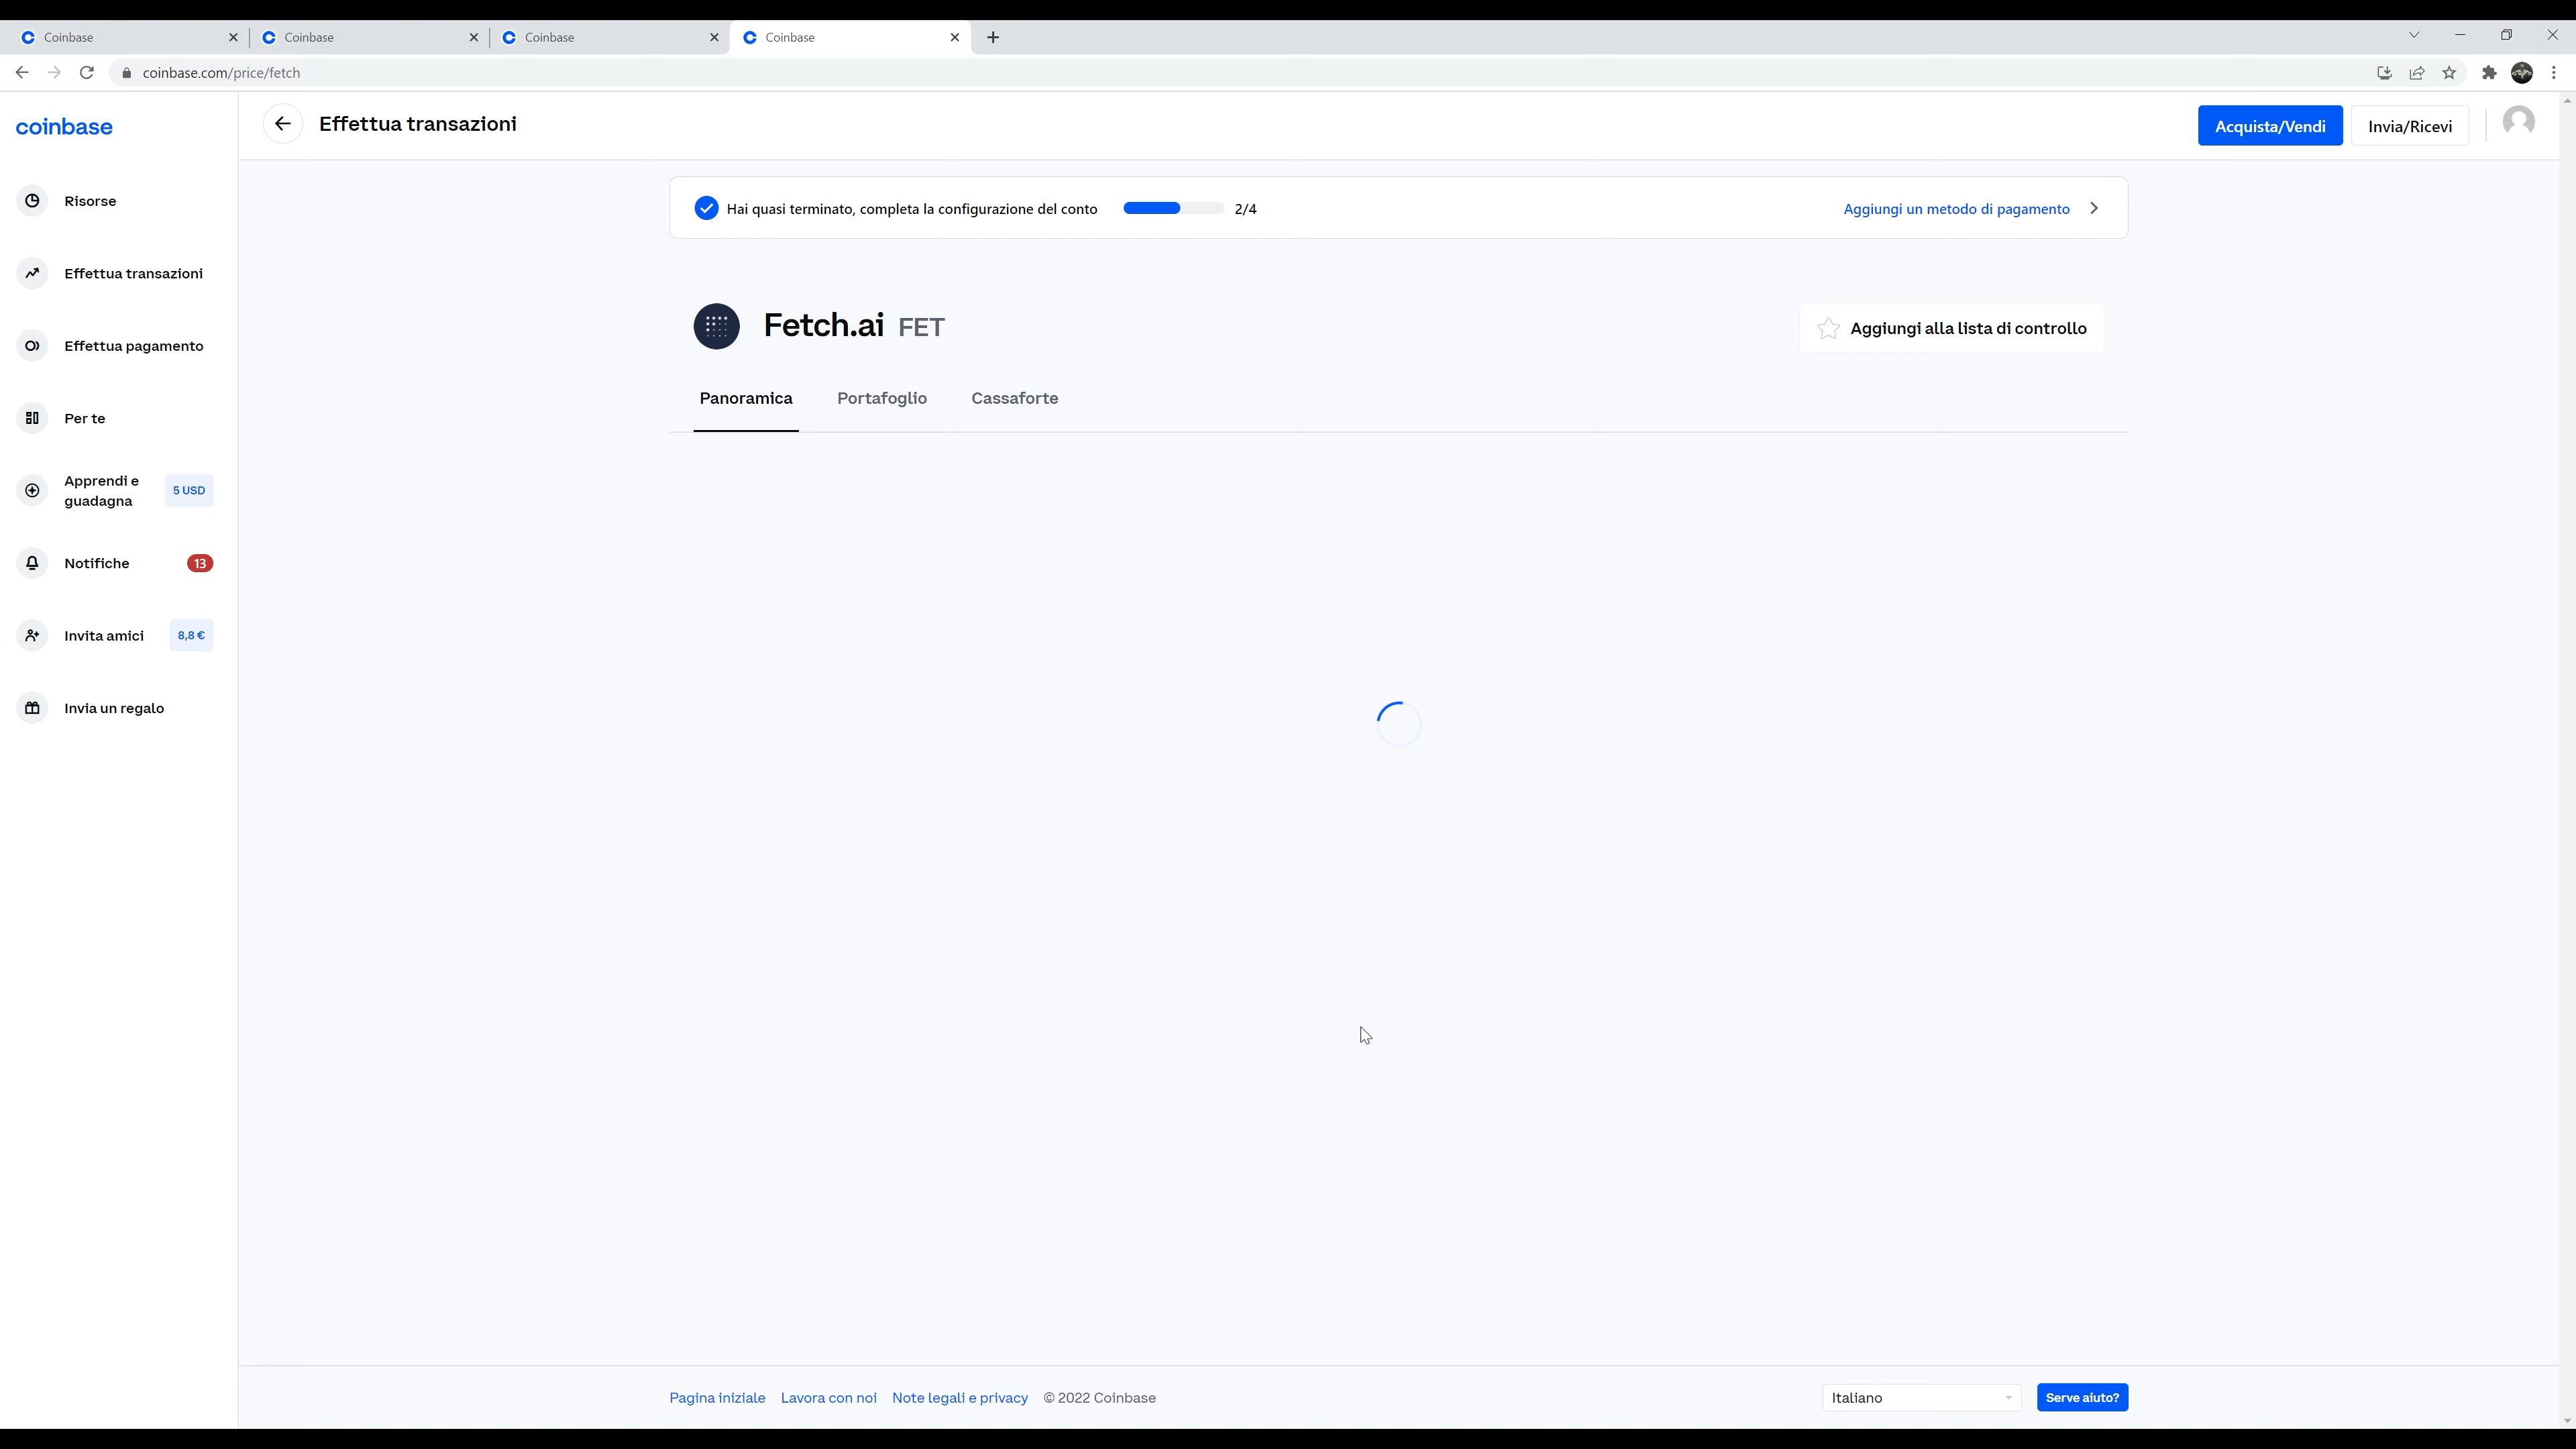 Coinbase
Coinbase
Coinbase
Coinbase
coinbase.com/price/fetch
coinbase
Effettua transazioni
Acquista/Vendi
Invia/Ricevi
Risorse
Effettua transazioni
Effettua pagamento
Per te
Apprendi e
guadagna
5 USD
Notifiche
13
Invita amici
8,8 €
Invia un regalo
Hai quasi terminato, completa la configurazione del conto
2/4
Aggiungi un metodo di pagamento
Fetch.ai FET
Aggiungi alla lista di controllo
Panoramica
Portafoglio
Cassaforte
Pagina iniziale
Lavora con noi
Note legali e privacy
© 2022 Coinbase
Italiano
Serve aiuto?